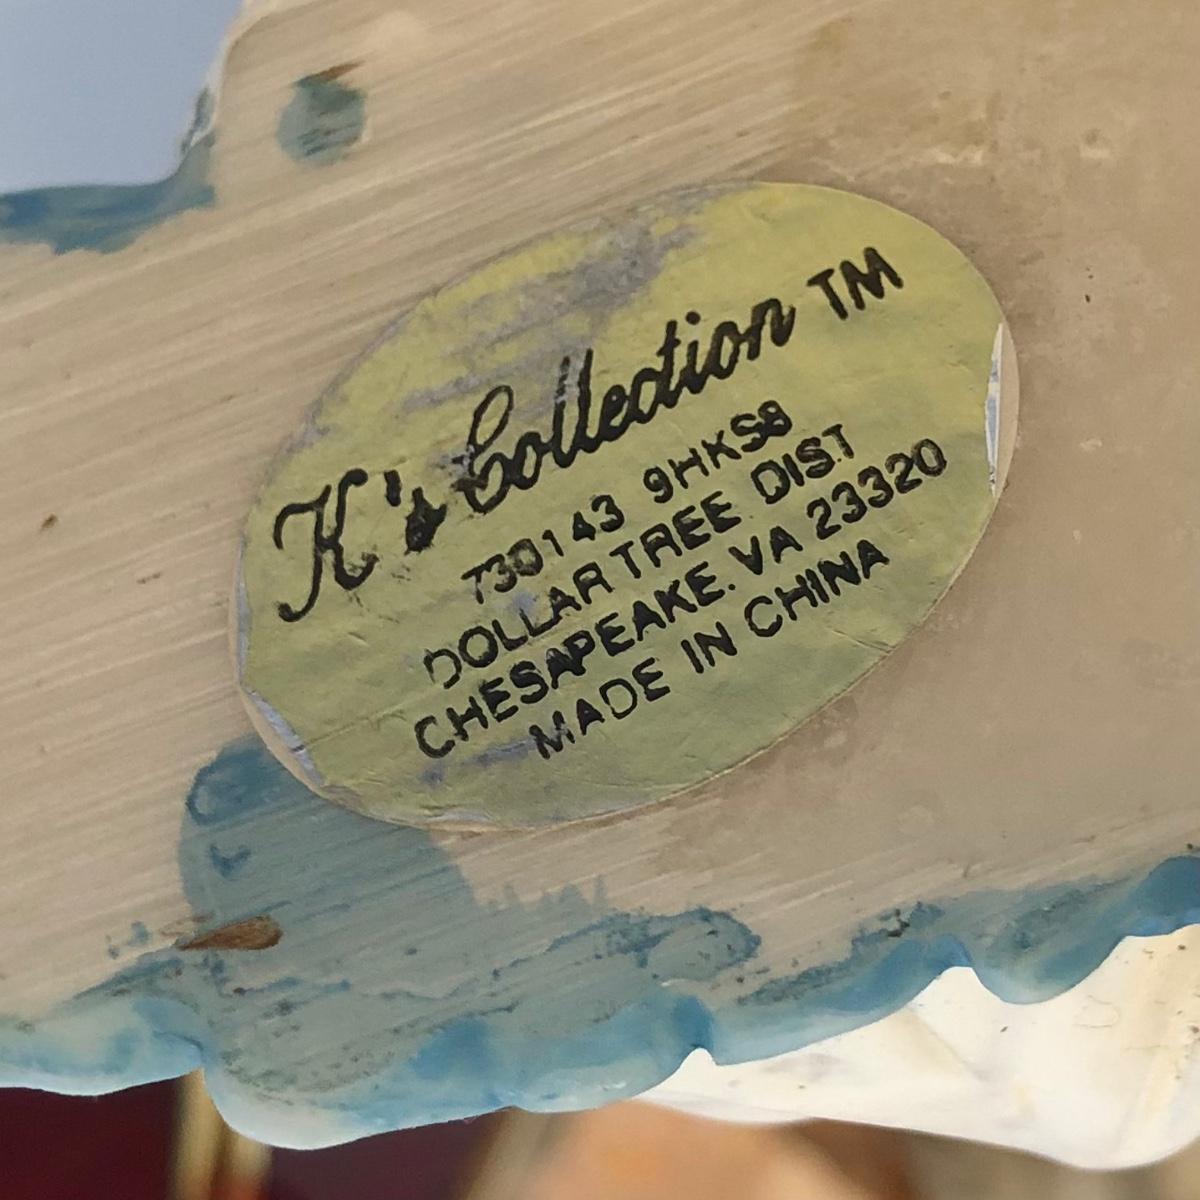 K's Collection TM
730143 9HKS8
DOLLAR TREE DIST
CHESAPEAKE. VA 23320
MADE IN CHINA